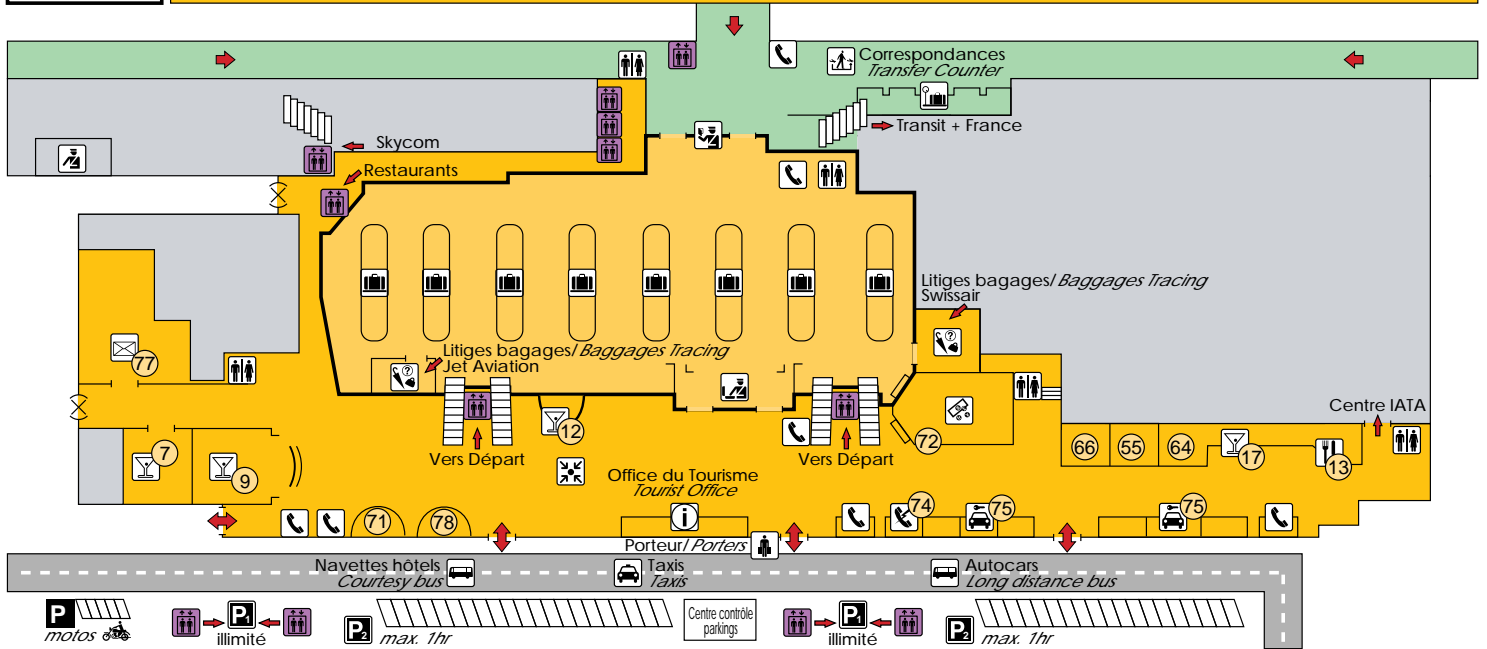 Correspondances
Transfer Counter
Transit + France
Skycom
Restaurants
Litiges bagages/ Baggages Tracing
Swissair
Litiges bagages/ Baggages Tracing
Jet Aviation
77
Centre IATA
7
9
12
72
66
55
64
17
13
Vers Départ
Vers Départ
Office du Tourisme
Tourist Office
i
71
78
74
75
75
Porteur/ Porters
Navettes hôtels
Courtesy bus
Taxis
Taxis
Autocars
Long distance bus
P
motos
P1
illimité
P2
max. 1hr
Centre contrôle
parkings
P1
illimité
P2
max. 1hr